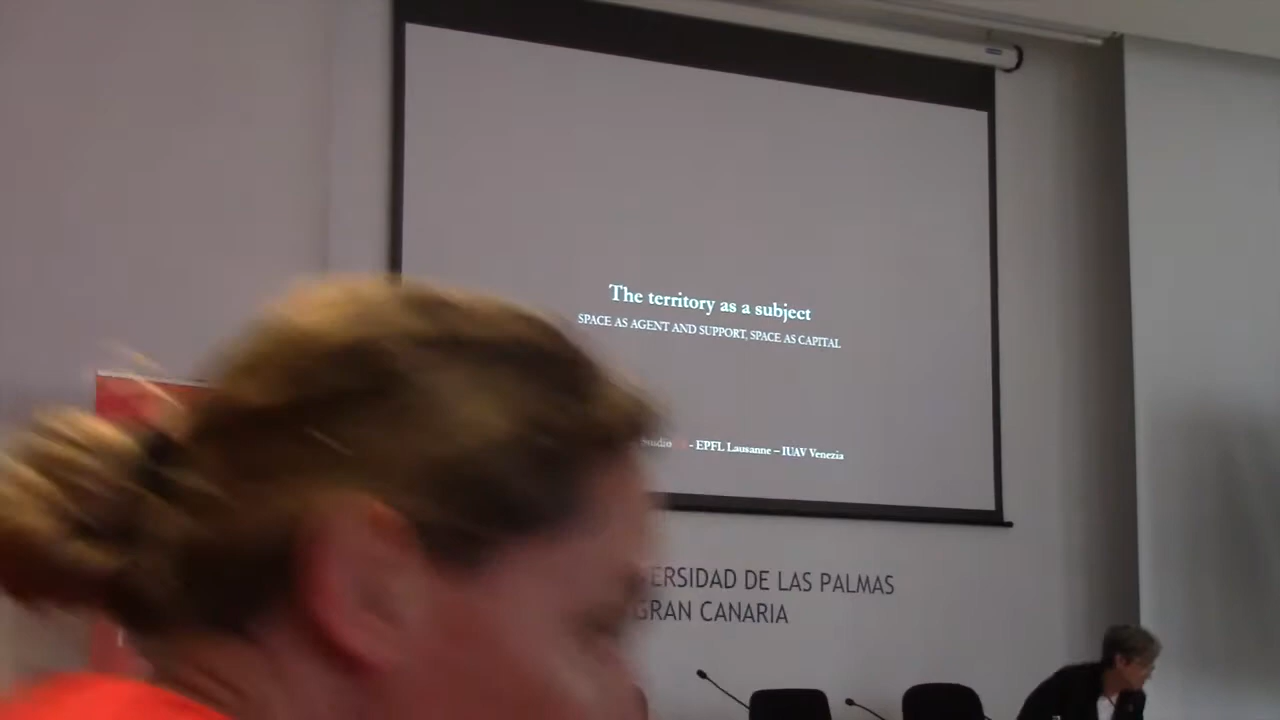 The territory as a subject
SPACE AS AGENT AND SUPPORT, SPACE AS CAPITAL
Studio - EPFL Lausanne – IUAV Venezia
ERSIDAD DE LAS PALMAS
GRAN CANARIA